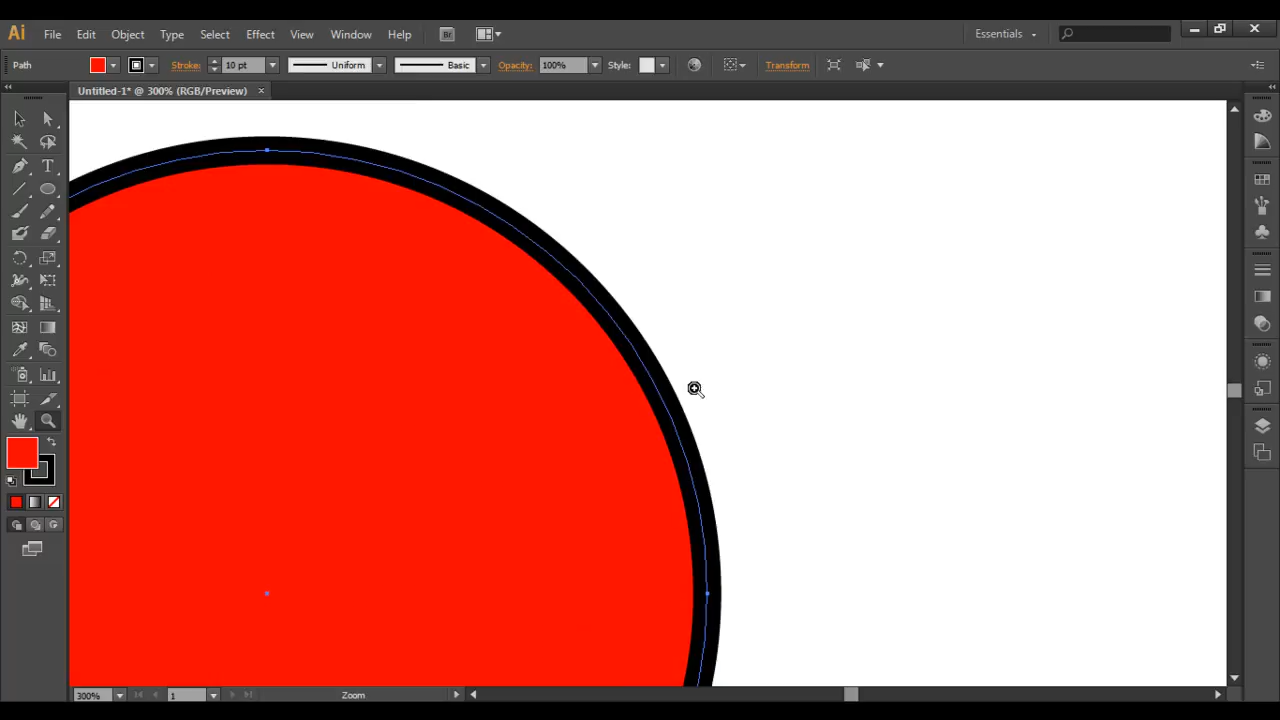 Ai File Edit Object Type Select Effect View Window Help Br Essentials
Path Stroke: 10 pt Uniform Basic Opacity: 100% Style: Transform
Untitled-1* @ 300% (RGB/Preview) ×
T
300% 1 Zoom